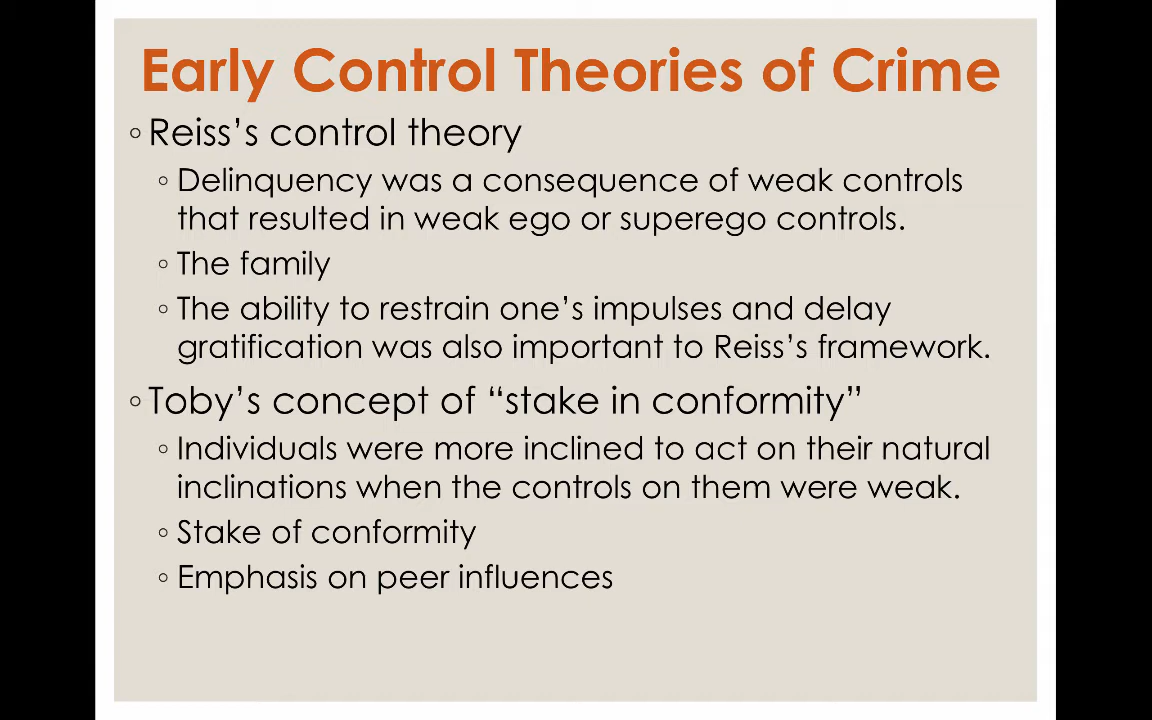 Early Control Theories of Crime
◦ Reiss’s control theory
◦ Delinquency was a consequence of weak controls
that resulted in weak ego or superego controls.
◦ The family
◦ The ability to restrain one’s impulses and delay
gratification was also important to Reiss’s framework.
◦ Toby’s concept of “stake in conformity”
◦ Individuals were more inclined to act on their natural
inclinations when the controls on them were weak.
◦ Stake of conformity
◦ Emphasis on peer influences